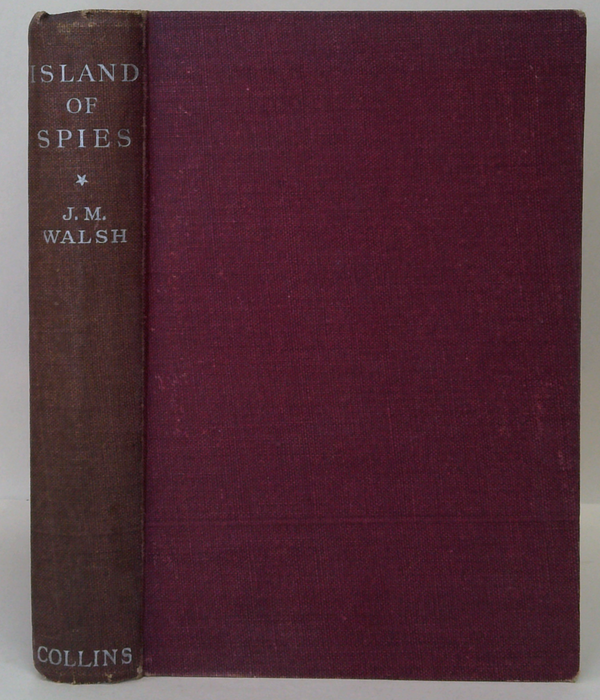 ISLAND
OF
SPIES
J. M.
WALSH
COLLINS